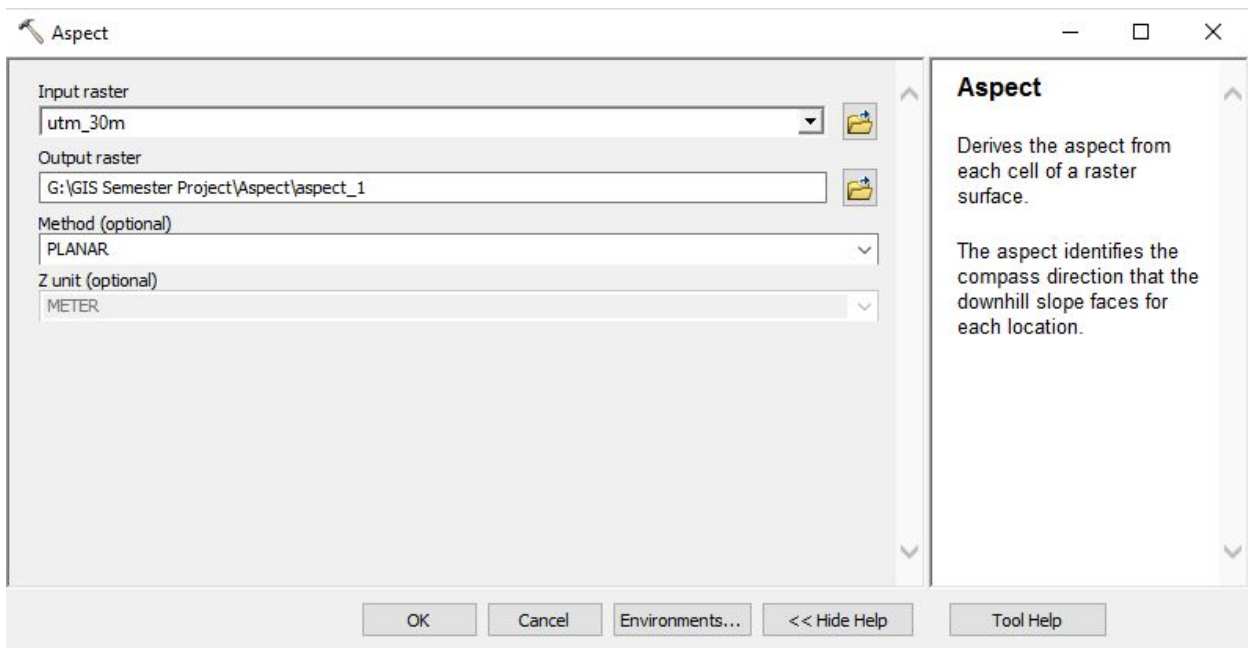 Aspect
Input raster
utm_30m
Output raster
G:\GIS Semester Project\Aspect\aspect_1
Method (optional)
PLANAR
Z unit (optional)
METER
Aspect
Derives the aspect from
each cell of a raster
surface.
The aspect identifies the
compass direction that the
downhill slope faces for
each location.
OK
Cancel
Environments...
<< Hide Help
Tool Help